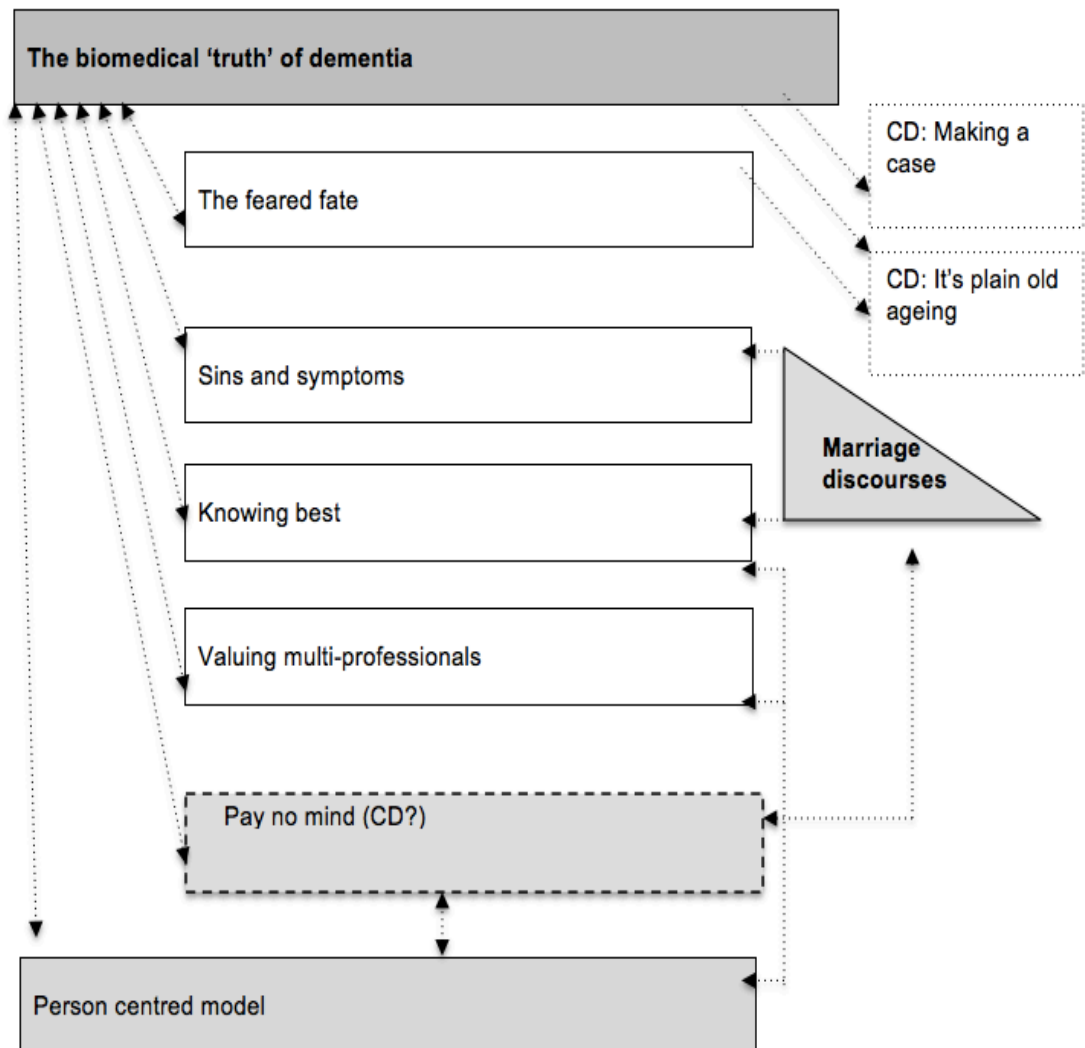 The biomedical ‘truth’ of dementia
CD: Making a
case
The feared fate
CD: It’s plain old
ageing
Sins and symptoms
Marriage
discourses
Knowing best
Valuing multi-professionals
Pay no mind (CD?)
Person centred model